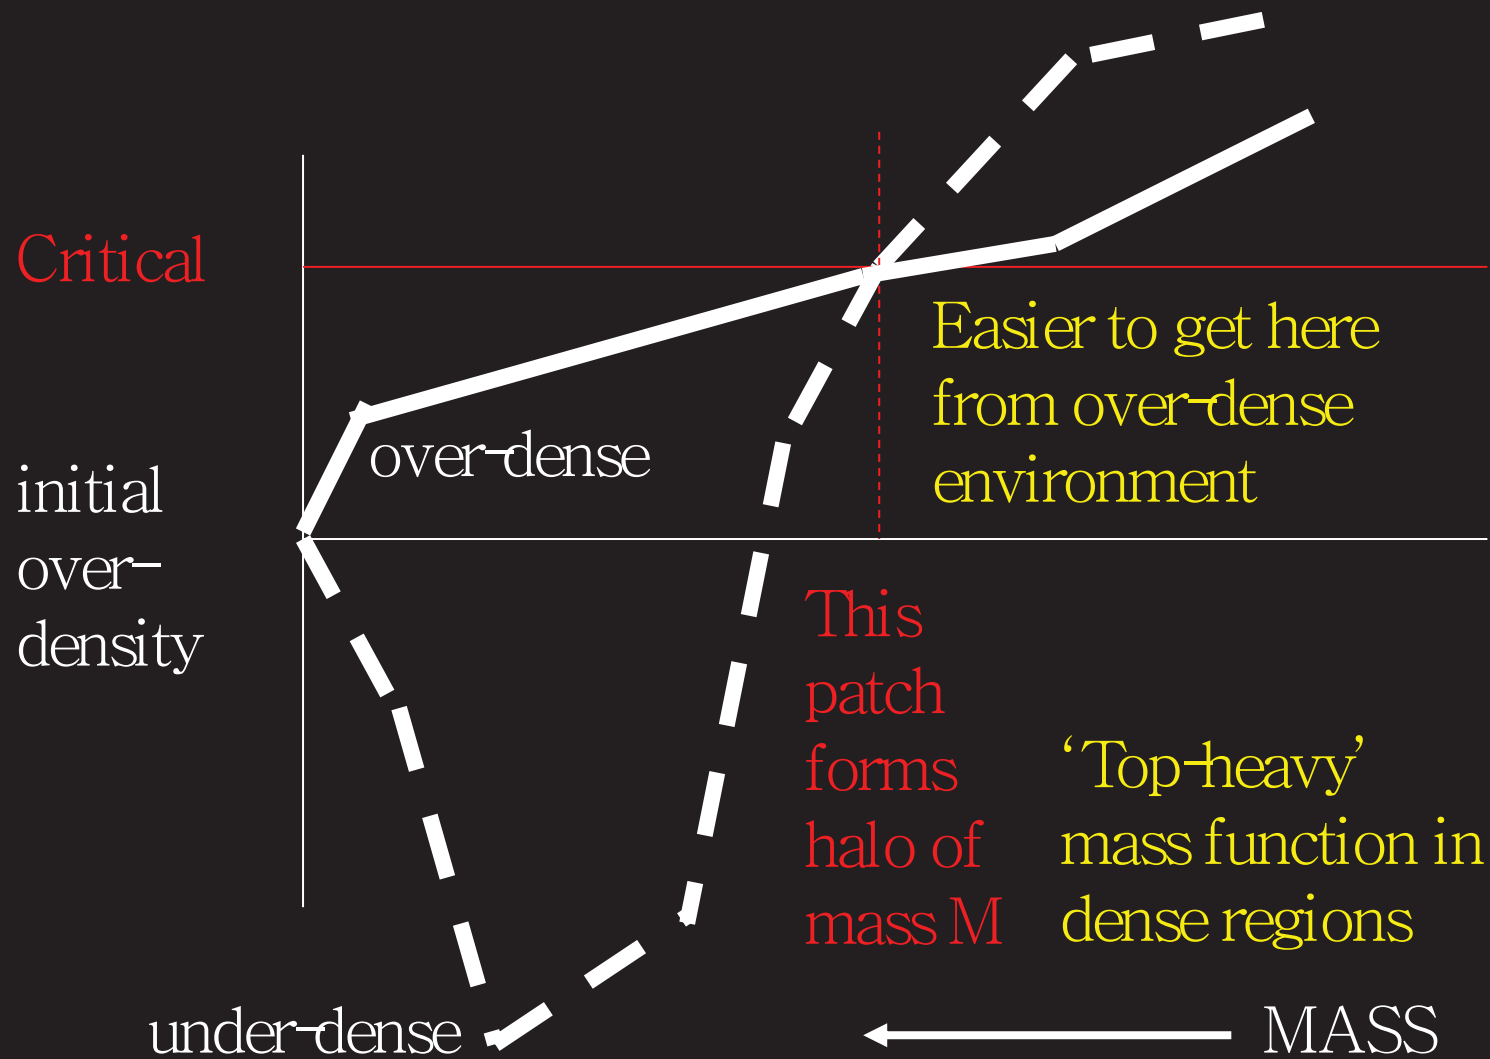 Critical
initial
over-
density
over-dense
Easier to get here
from over-dense
environment
This
patch
forms
halo of
mass M
‘Top-heavy’
mass function in
dense regions
under-dense
MASS